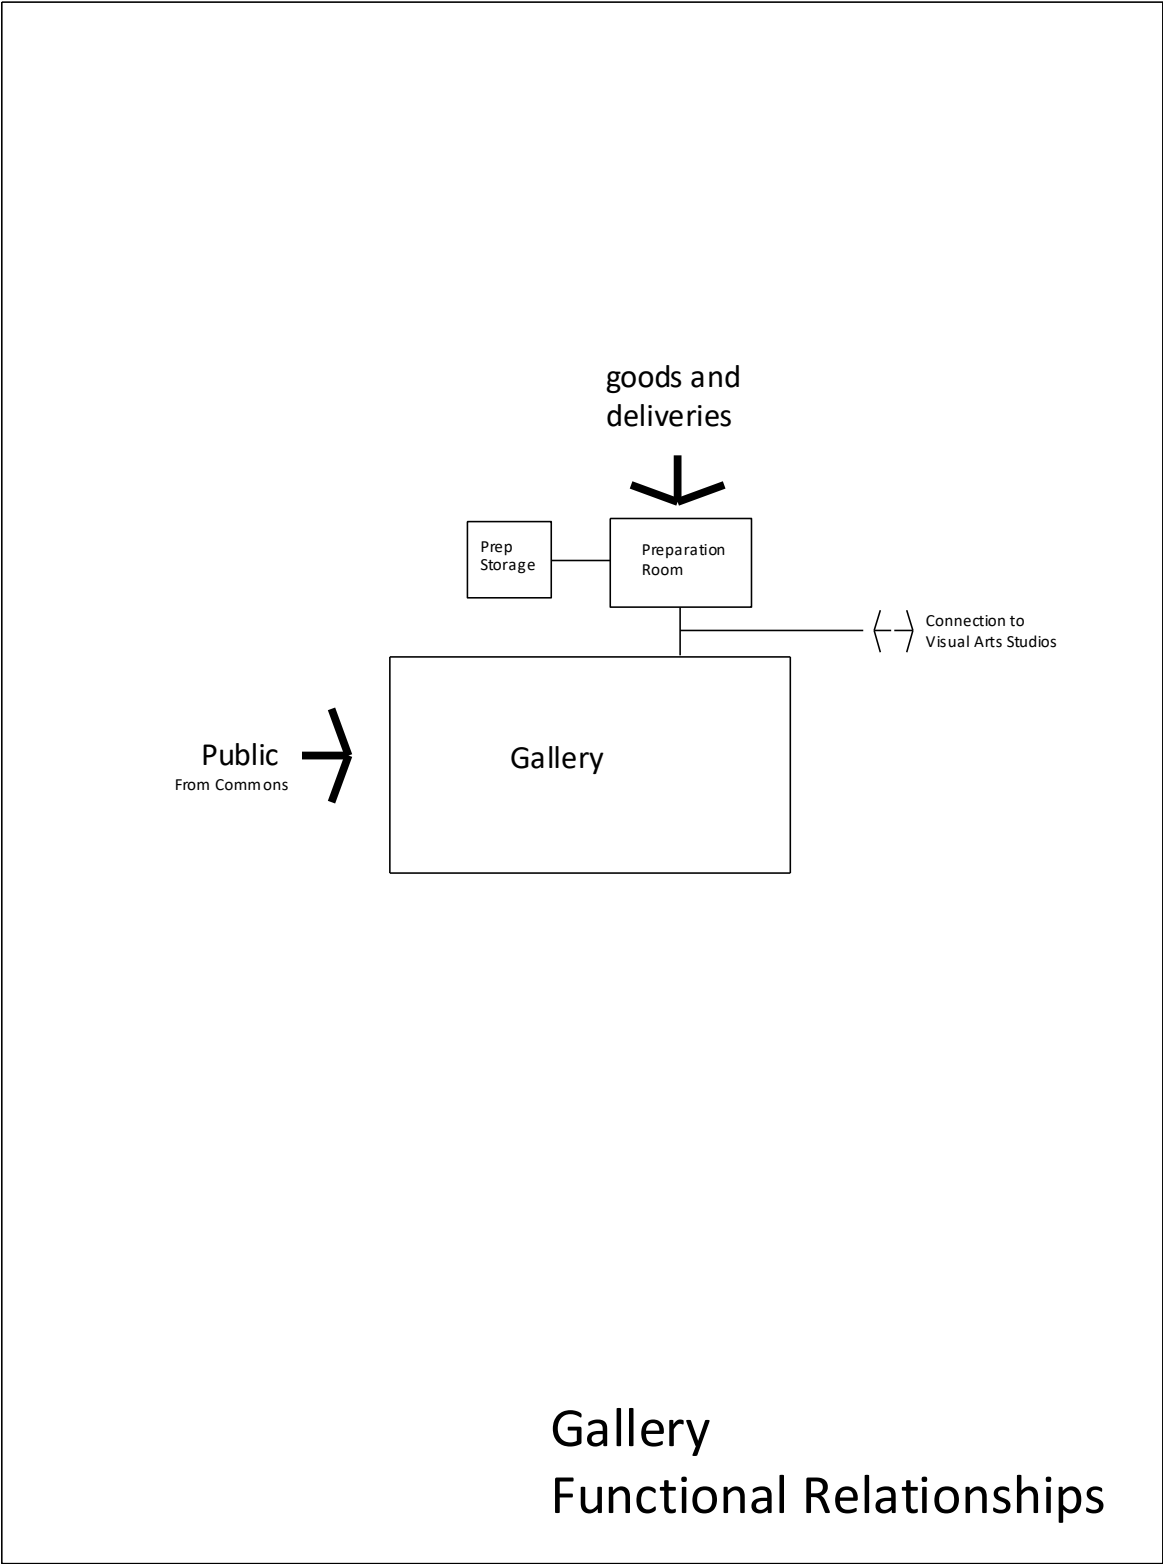 goods and
deliveries
Prep
Storage
Preparation
Room
Connection to
Visual Arts Studios
Public
From Commons
Gallery
Gallery
Functional Relationships